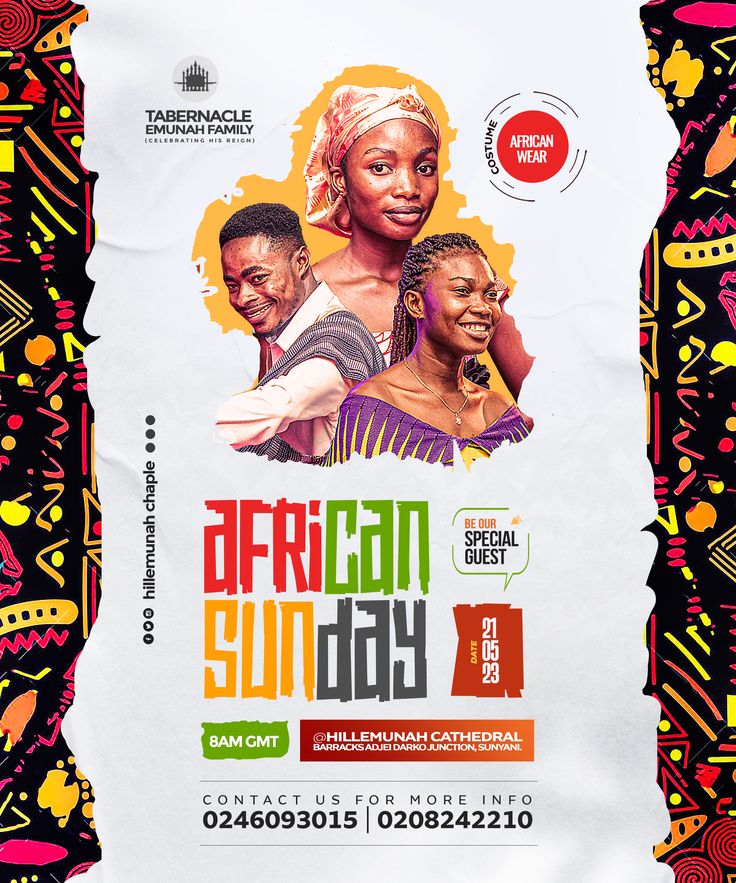 TABERNACLE
EMUNAH FAMILY
(CELEBRATING HIS REIGN)
COSTUME
AFRICAN
WEAR
hillemunah chaple
aFRiCan
SUnday
BE OUR
SPECIAL
GUEST
DATE
21
05
23
8AM GMT
@HILLEMUNAH CATHEDRAL
BARRACKS ADJEI DARKO JUNCTION, SUNYANI.
CONTACT US FOR MORE INFO
0246093015 | 0208242210